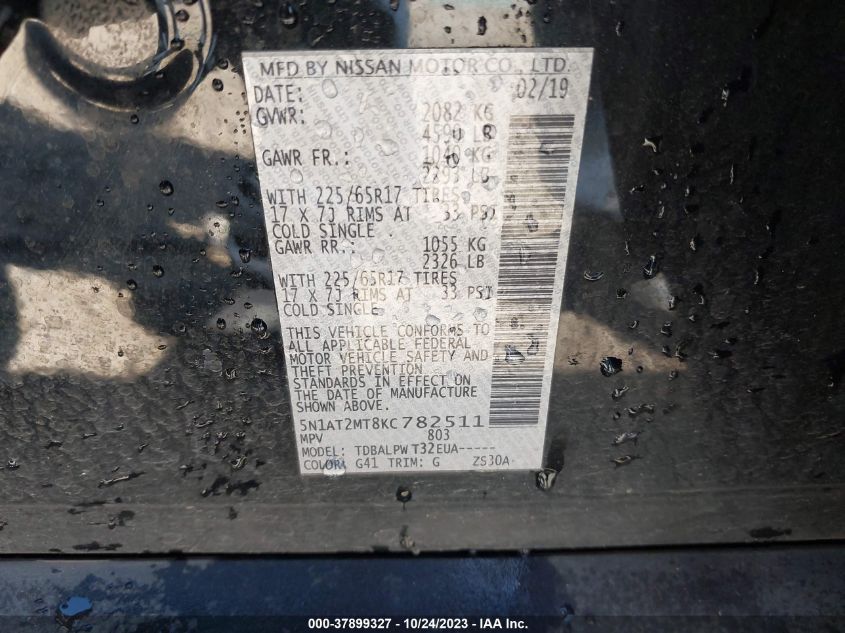 MFD BY NISSAN MOTOR CO., LTD.
DATE: 02/19
GVWR: 2082 KG
4590 LB
GAWR FR.: 1040 KG
2293 LB
WITH 225/65R17 TIRES
17 X 7J RIMS AT 33 PSI
COLD SINGLE
GAWR RR.: 1055 KG
2326 LB
WITH 225/65R17 TIRES
17 X 7J RIMS AT 33 PSI
COLD SINGLE
THIS VEHICLE CONFORMS TO
ALL APPLICABLE FEDERAL
MOTOR VEHICLE SAFETY AND
THEFT PREVENTION
STANDARDS IN EFFECT ON
THE DATE OF MANUFACTURE
SHOWN ABOVE.
5N1AT2MT8KC782511
MPV 803
MODEL: TDBALPWT32EUA-----
COLOR: G41 TRIM: G ZS30A-
000-37899327 - 10/24/2023 - © IAA, LLC.